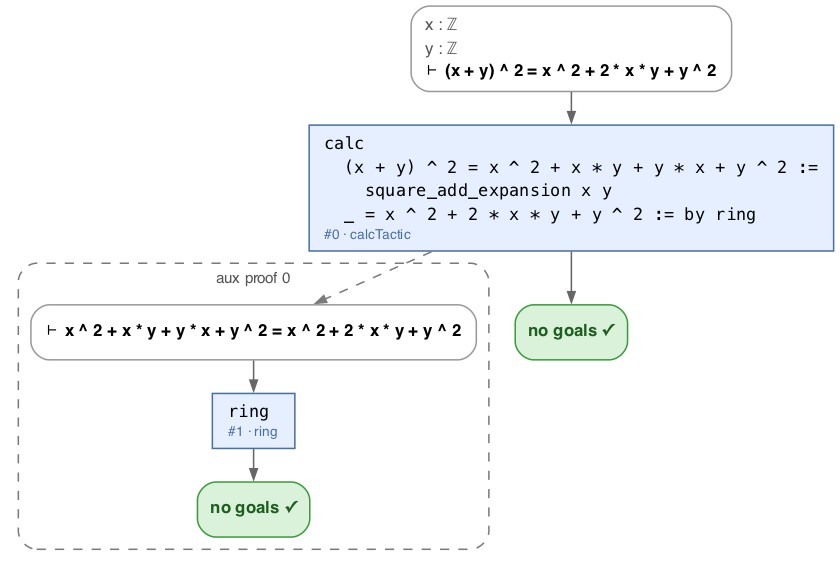 x : ℤ
y : ℤ
⊢ (x + y) ^ 2 = x ^ 2 + 2 * x * y + y ^ 2
calc
(x + y) ^ 2 = x ^ 2 + x * y + y * x + y ^ 2 :=
square_add_expansion x y
_ = x ^ 2 + 2 * x * y + y ^ 2 := by ring
#0 · calcTactic
aux proof 0
⊢ x ^ 2 + x * y + y * x + y ^ 2 = x ^ 2 + 2 * x * y + y ^ 2
no goals ✓
ring
#1 · ring
no goals ✓